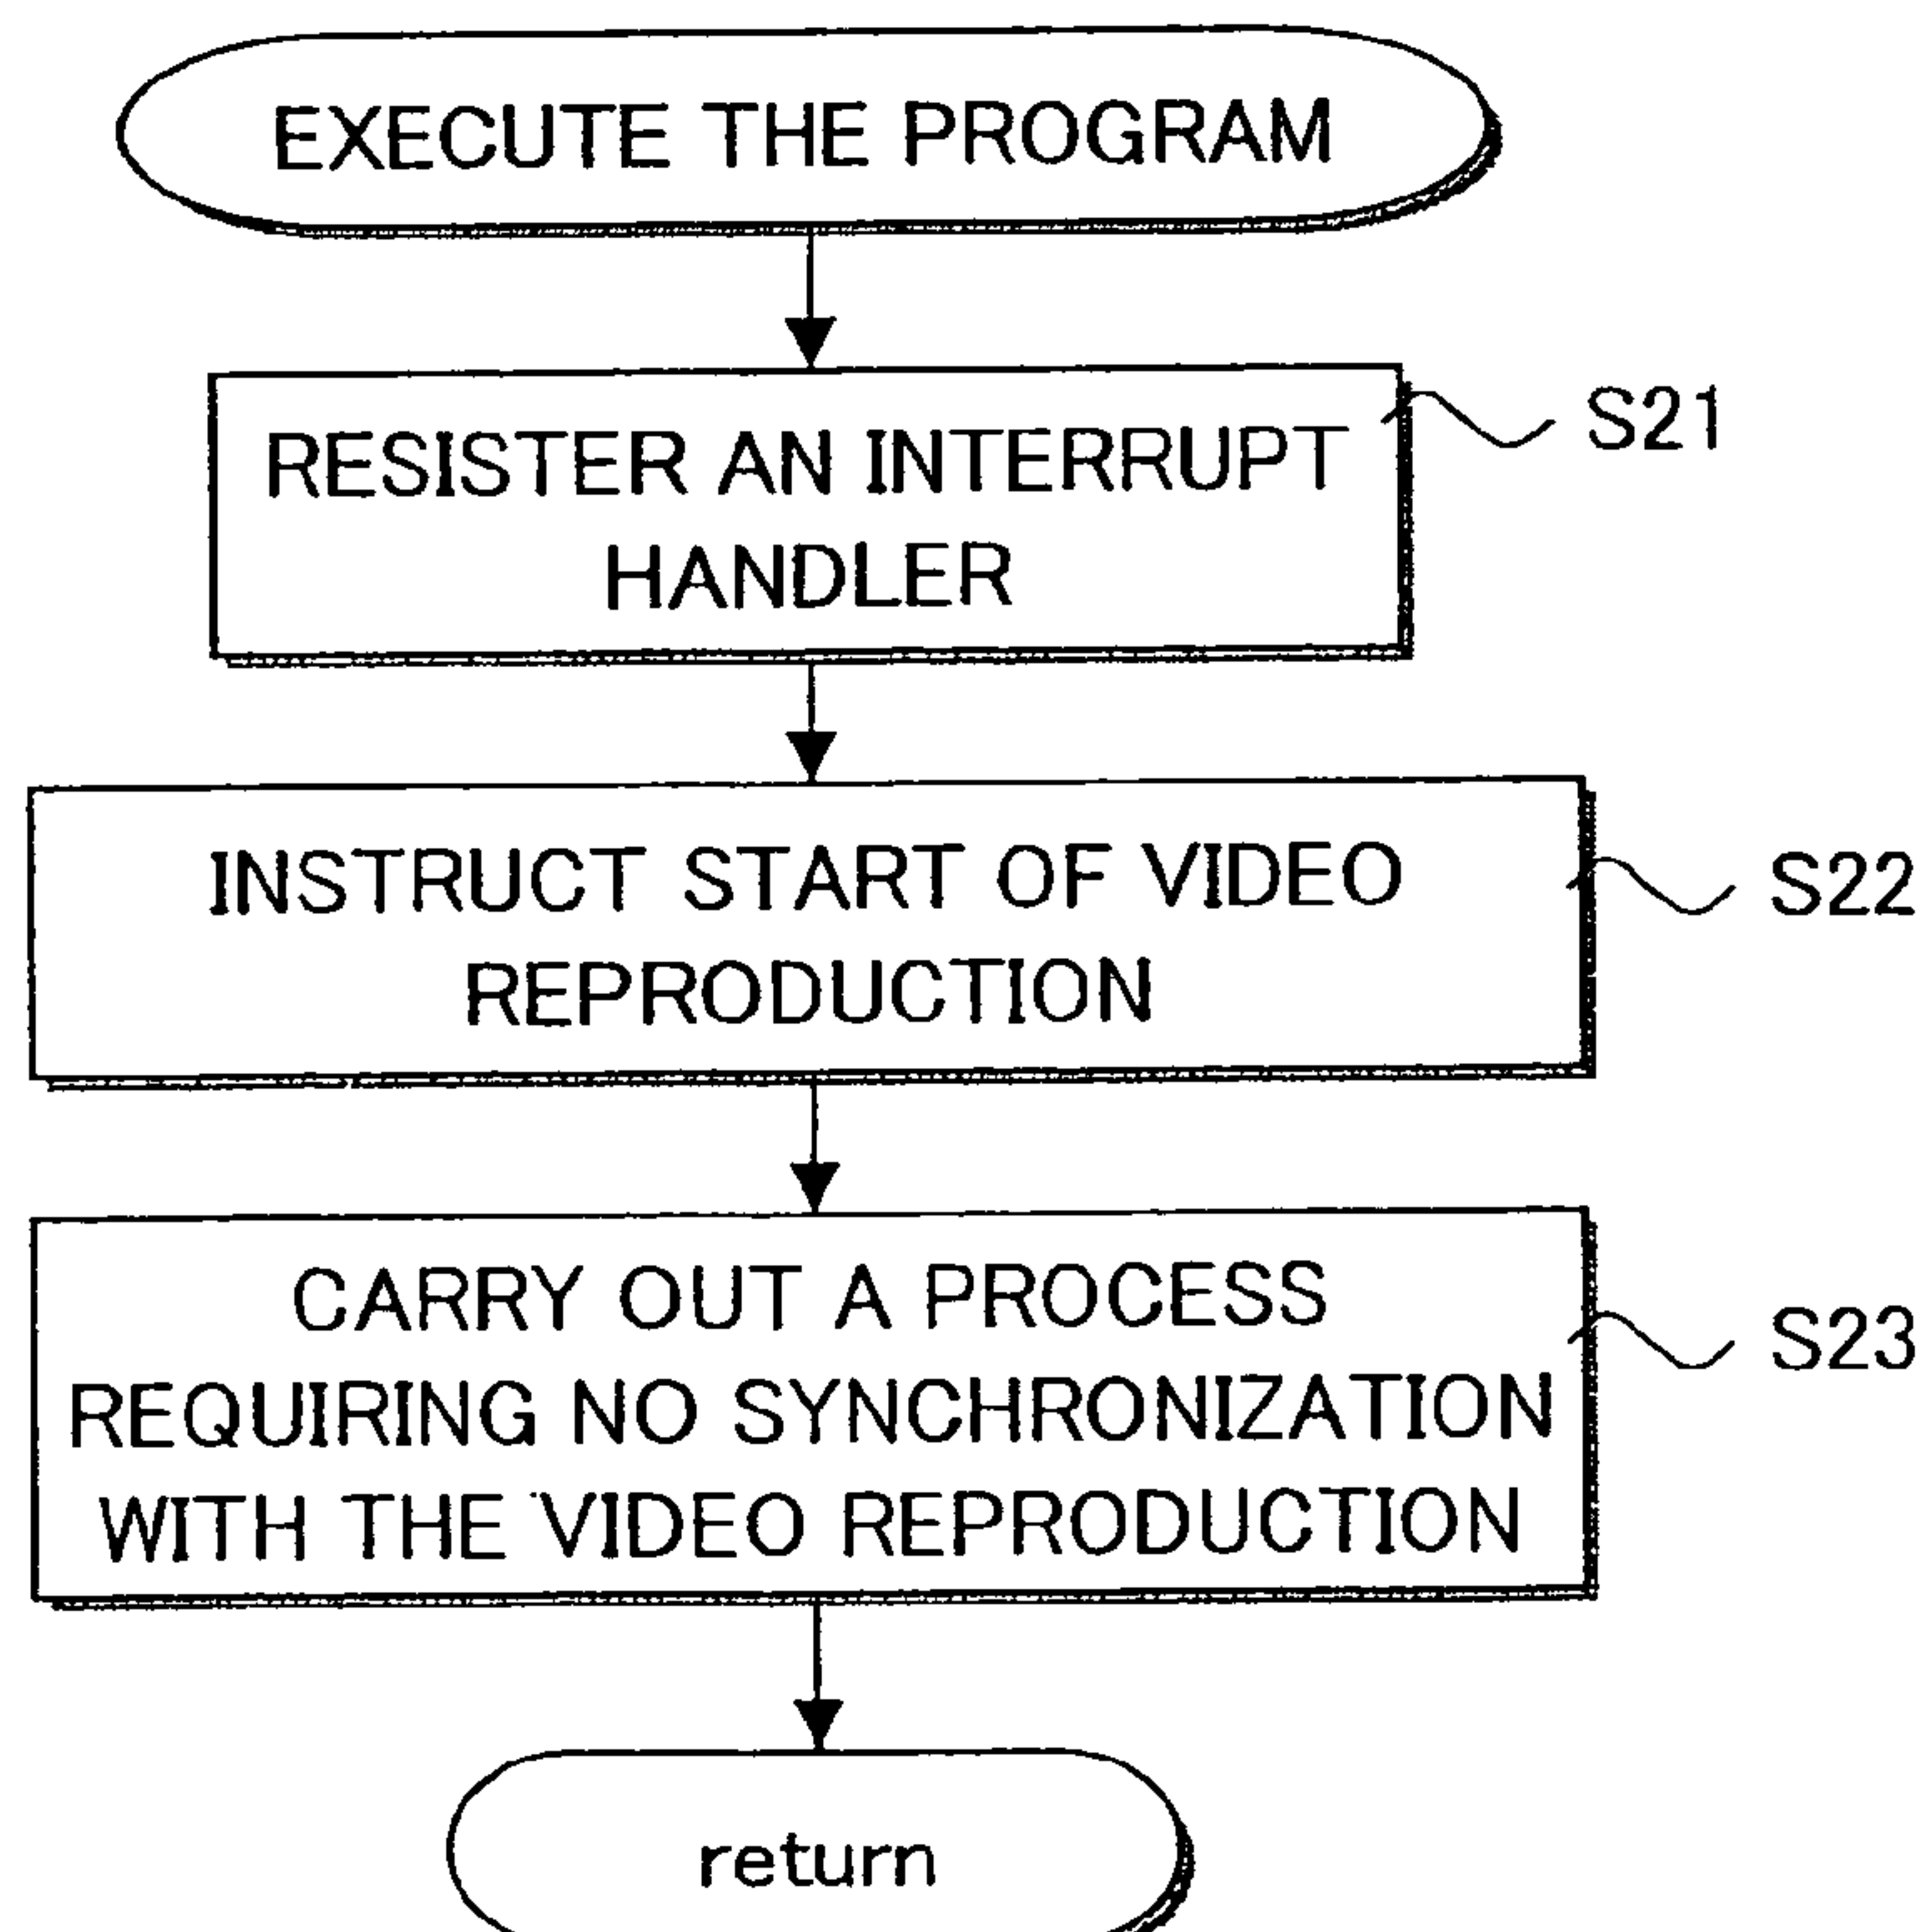 EXECUTE THE PROGRAM
RESISTER AN INTERRUPT
HANDLER
S21
INSTRUCT START OF VIDEO
REPRODUCTION
S22
CARRY OUT A PROCESS
REQUIRING NO SYNCHRONIZATION
WITH THE VIDEO REPRODUCTION
S23
return